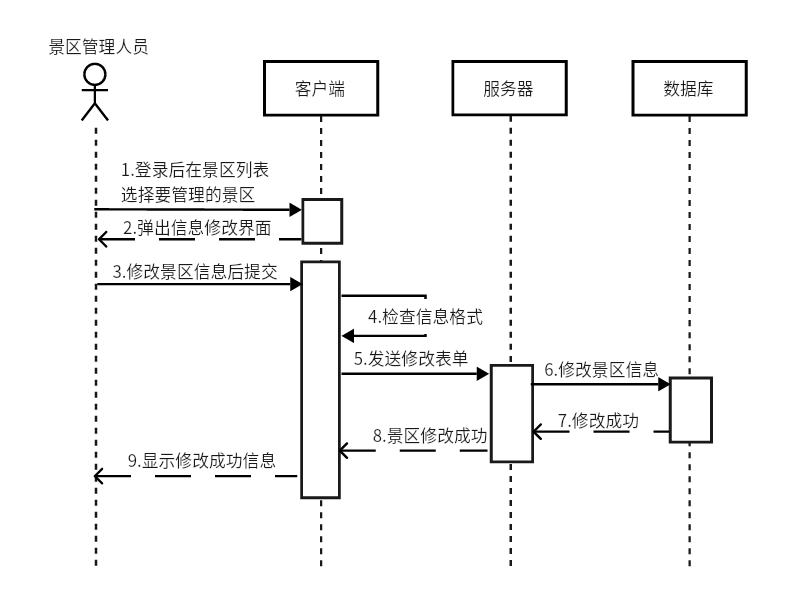 景区管理人员
客户端
服务器
数据库
1.登录后在景区列表
选择要管理的景区
2.弹出信息修改界面
3.修改景区信息后提交
4.检查信息格式
5.发送修改表单
6.修改景区信息
7.修改成功
8.景区修改成功
9.显示修改成功信息